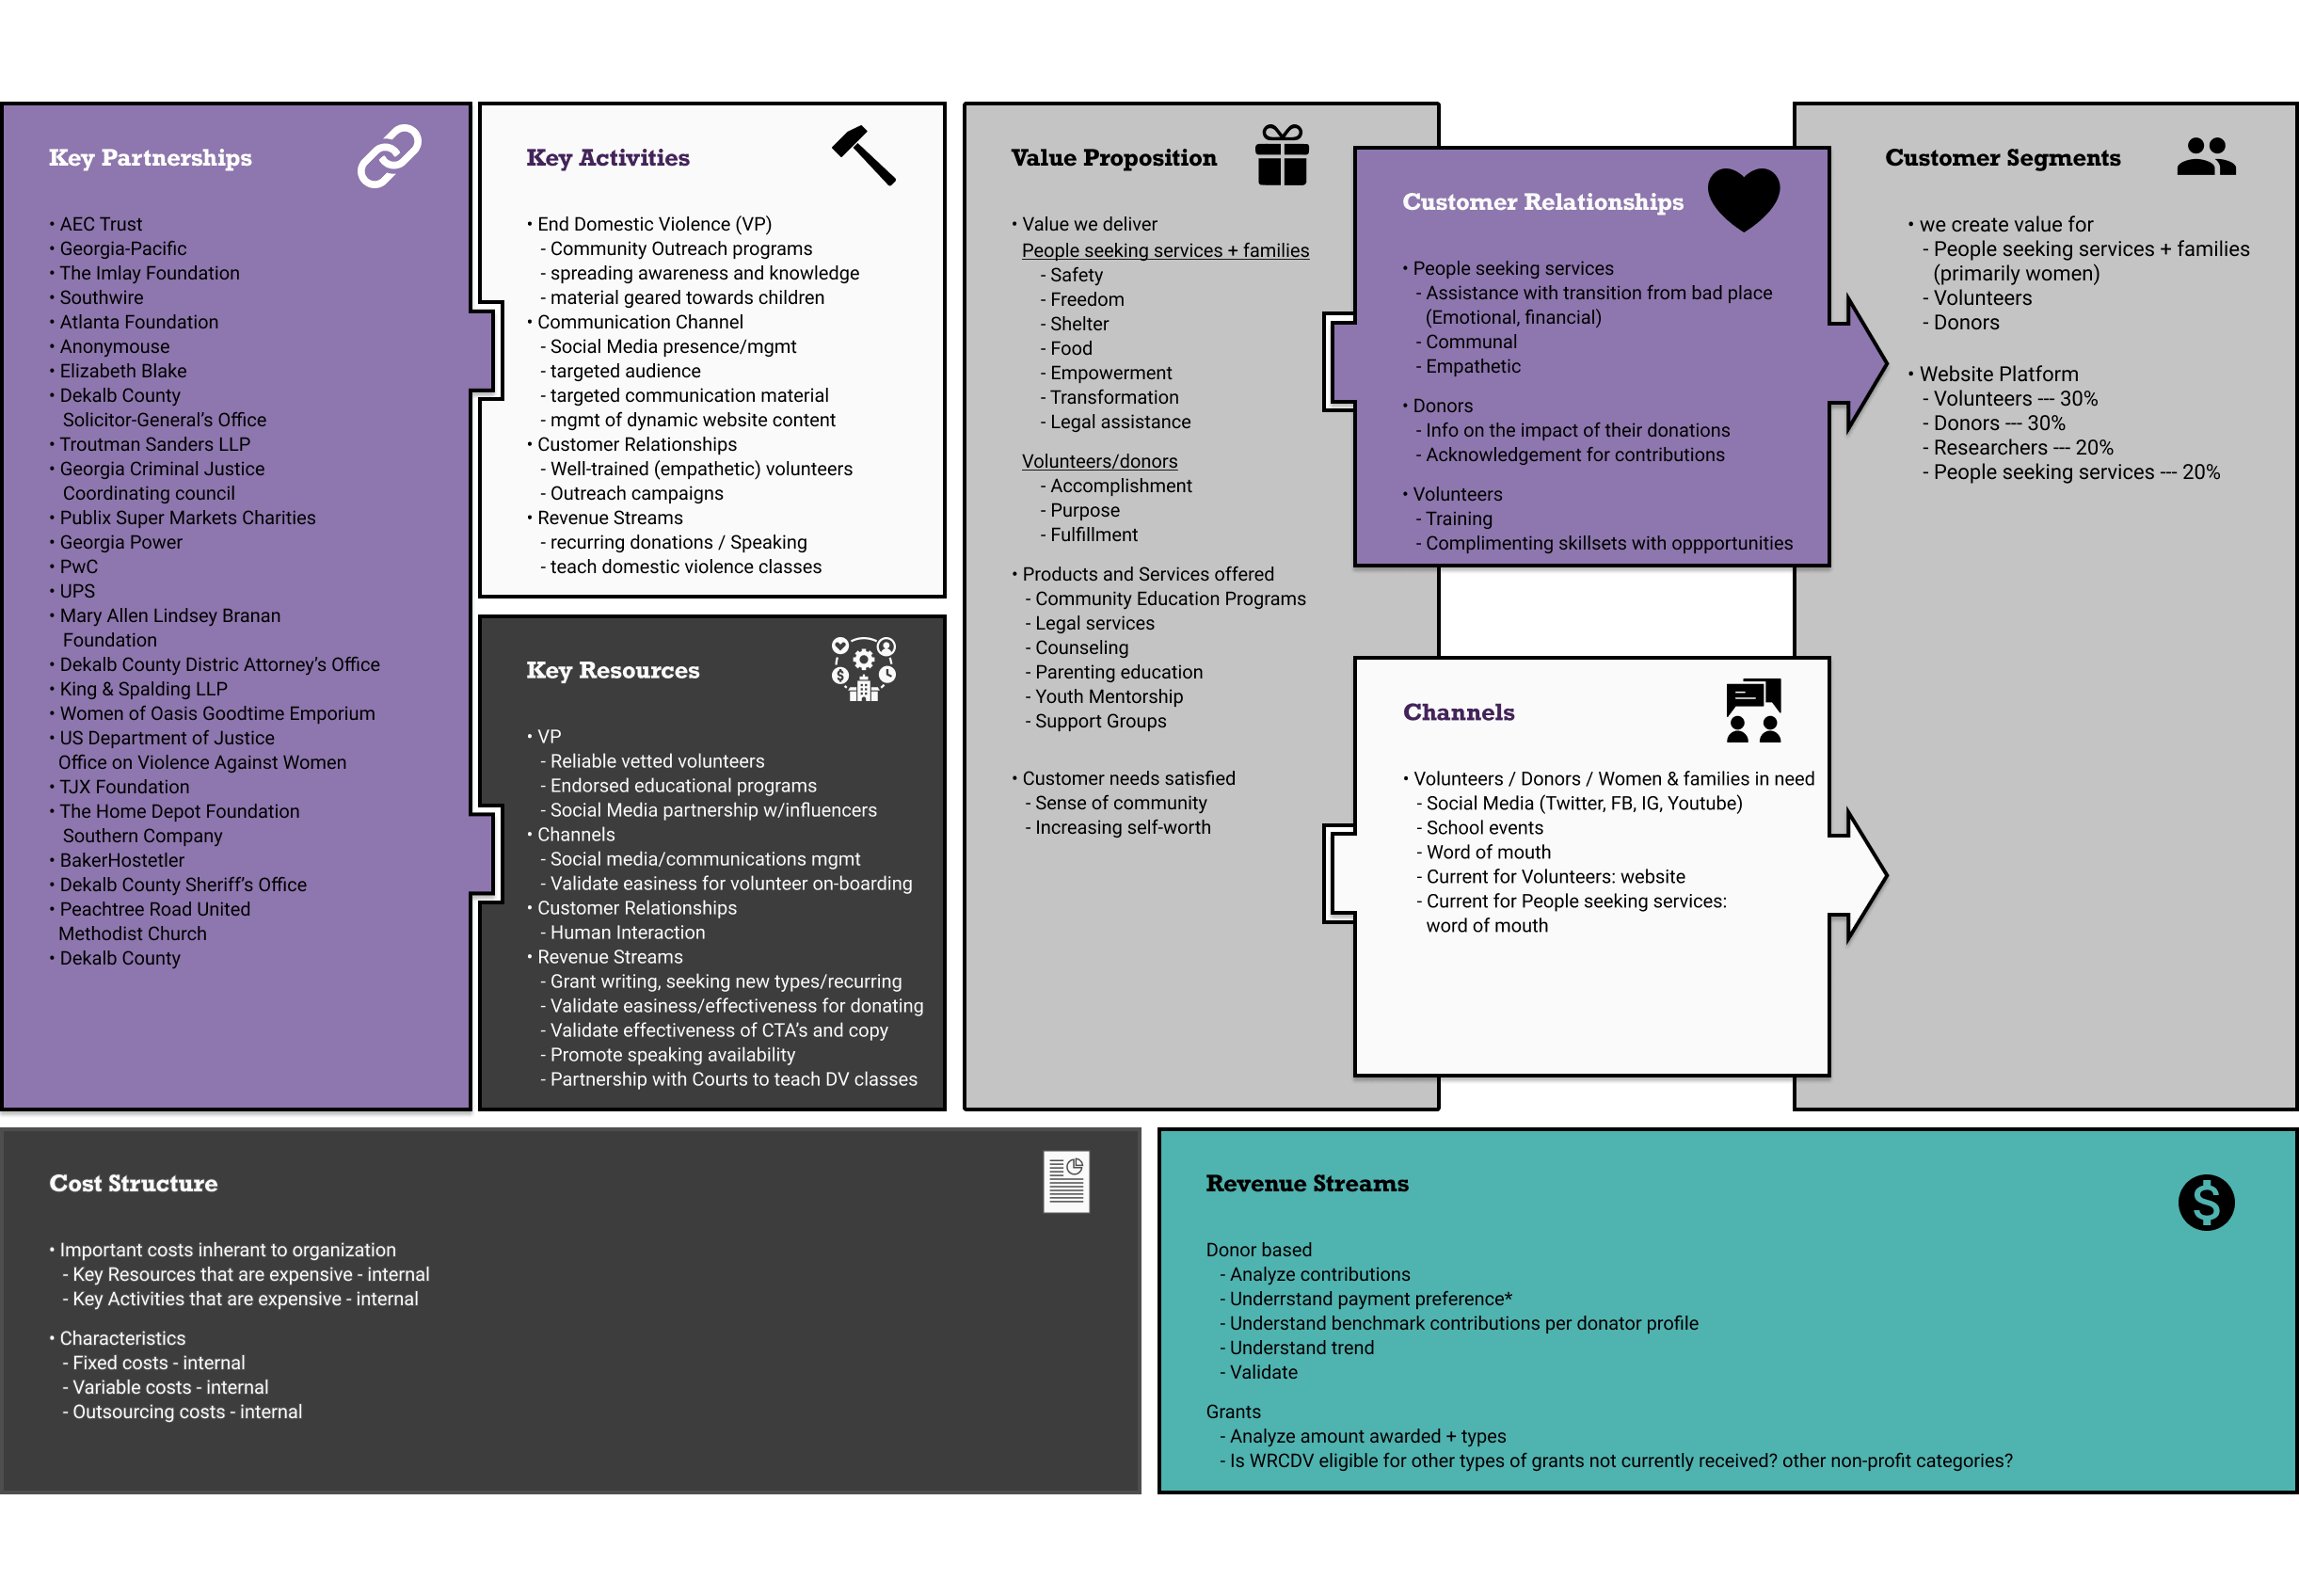 Key Partnerships
• AEC Trust
• Georgia-Pacific
• The Imlay Foundation
• Southwire
• Atlanta Foundation
• Anonymouse
• Elizabeth Blake
• Dekalb County
Solicitor-General's Office
• Troutman Sanders LLP
• Georgia Criminal Justice
Coordinating council
• Publix Super Markets Charities
• Georgia Power
• PwC
• UPS
• Mary Allen Lindsey Branan
Foundation
• Dekalb County Distric Attorney's Office
• King & Spalding LLP
• Women of Oasis Goodtime Emporium
• US Department of Justice
Office on Violence Against Women
• TJX Foundation
• The Home Depot Foundation
Southern Company
• BakerHostetler
• Dekalb County Sheriff's Office
• Peachtree Road United
Methodist Church
• Dekalb County
Key Activities
• End Domestic Violence (VP)
- Community Outreach programs
- spreading awareness and knowledge
- material geared towards children
• Communication Channel
- Social Media presence/mgmt
- targeted audience
- targeted communication material
- mgmt of dynamic website content
• Customer Relationships
- Well-trained (empathetic) volunteers
- Outreach campaigns
• Revenue Streams
- recurring donations / Speaking
- teach domestic violence classes
Key Resources
• VP
- Reliable vetted volunteers
- Endorsed educational programs
- Social Media partnership w/influencers
• Channels
- Social media/communications mgmt
- Validate easiness for volunteer on-boarding
• Customer Relationships
- Human Interaction
• Revenue Streams
- Grant writing, seeking new types/recurring
- Validate easiness/effectiveness for donating
- Validate effectiveness of CTA's and copy
- Promote speaking availability
- Partnership with Courts to teach DV classes
Value Proposition
• Value we deliver
People seeking services + families
- Safety
- Freedom
- Shelter
- Food
- Empowerment
- Transformation
- Legal assistance
Volunteers/donors
- Accomplishment
- Purpose
- Fulfillment
• Products and Services offered
- Community Education Programs
- Legal services
- Counseling
- Parenting education
- Youth Mentorship
- Support Groups
• Customer needs satisfied
- Sense of community
- Increasing self-worth
Customer Relationships
• People seeking services
- Assistance with transition from bad place
(Emotional, financial)
- Communal
- Empathetic
• Donors
- Info on the impact of their donations
- Acknowledgement for contributions
• Volunteers
- Training
- Complimenting skillsets with oppportunities
Channels
• Volunteers / Donors / Women & families in need
- Social Media (Twitter, FB, IG, Youtube)
- School events
- Word of mouth
- Current for Volunteers: website
- Current for People seeking services:
word of mouth
Customer Segments
• we create value for
- People seeking services + families
(primarily women)
- Volunteers
- Donors
• Website Platform
- Volunteers --- 30%
- Donors --- 30%
- Researchers --- 20%
- People seeking services --- 20%
Cost Structure
• Important costs inherant to organization
- Key Resources that are expensive - internal
- Key Activities that are expensive - internal
• Characteristics
- Fixed costs - internal
- Variable costs - internal
- Outsourcing costs - internal
Revenue Streams
Donor based
- Analyze contributions
- Underrstand payment preference*
- Understand benchmark contributions per donator profile
- Understand trend
- Validate
Grants
- Analyze amount awarded + types
- Is WRCDV eligible for other types of grants not currently received? other non-profit categories?